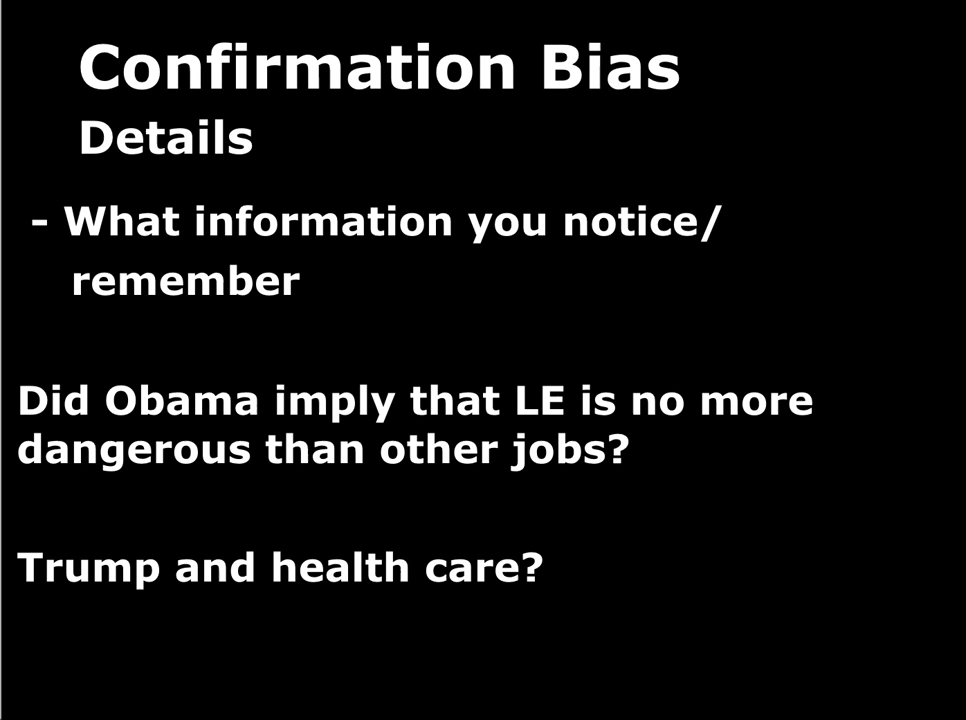 Confirmation Bias
Details
- What information you notice/
remember
Did Obama imply that LE is no more
dangerous than other jobs?
Trump and health care?